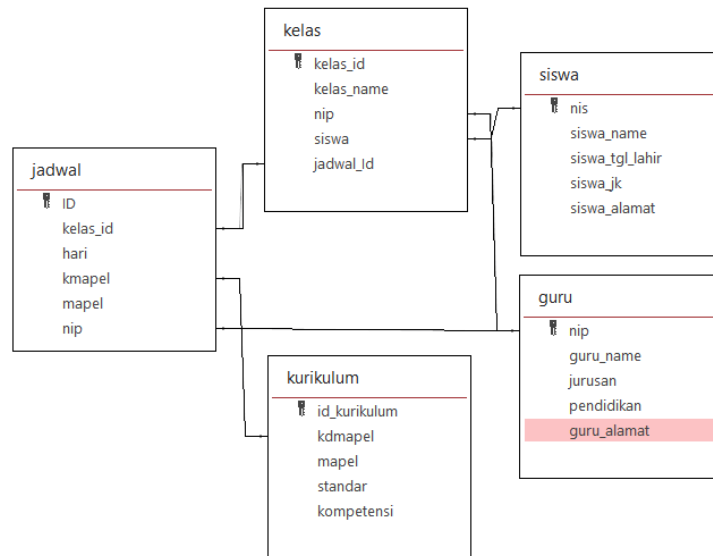 kelas
kelas_id
kelas_name
nip
siswa
jadwal_Id
siswa
nis
siswa_name
siswa_tgl_lahir
siswa_jk
siswa_alamat
jadwal
ID
kelas_id
hari
kmapel
mapel
nip
guru
nip
guru_name
jurusan
pendidikan
guru_alamat
kurikulum
id_kurikulum
kdmapel
mapel
standar
kompetensi